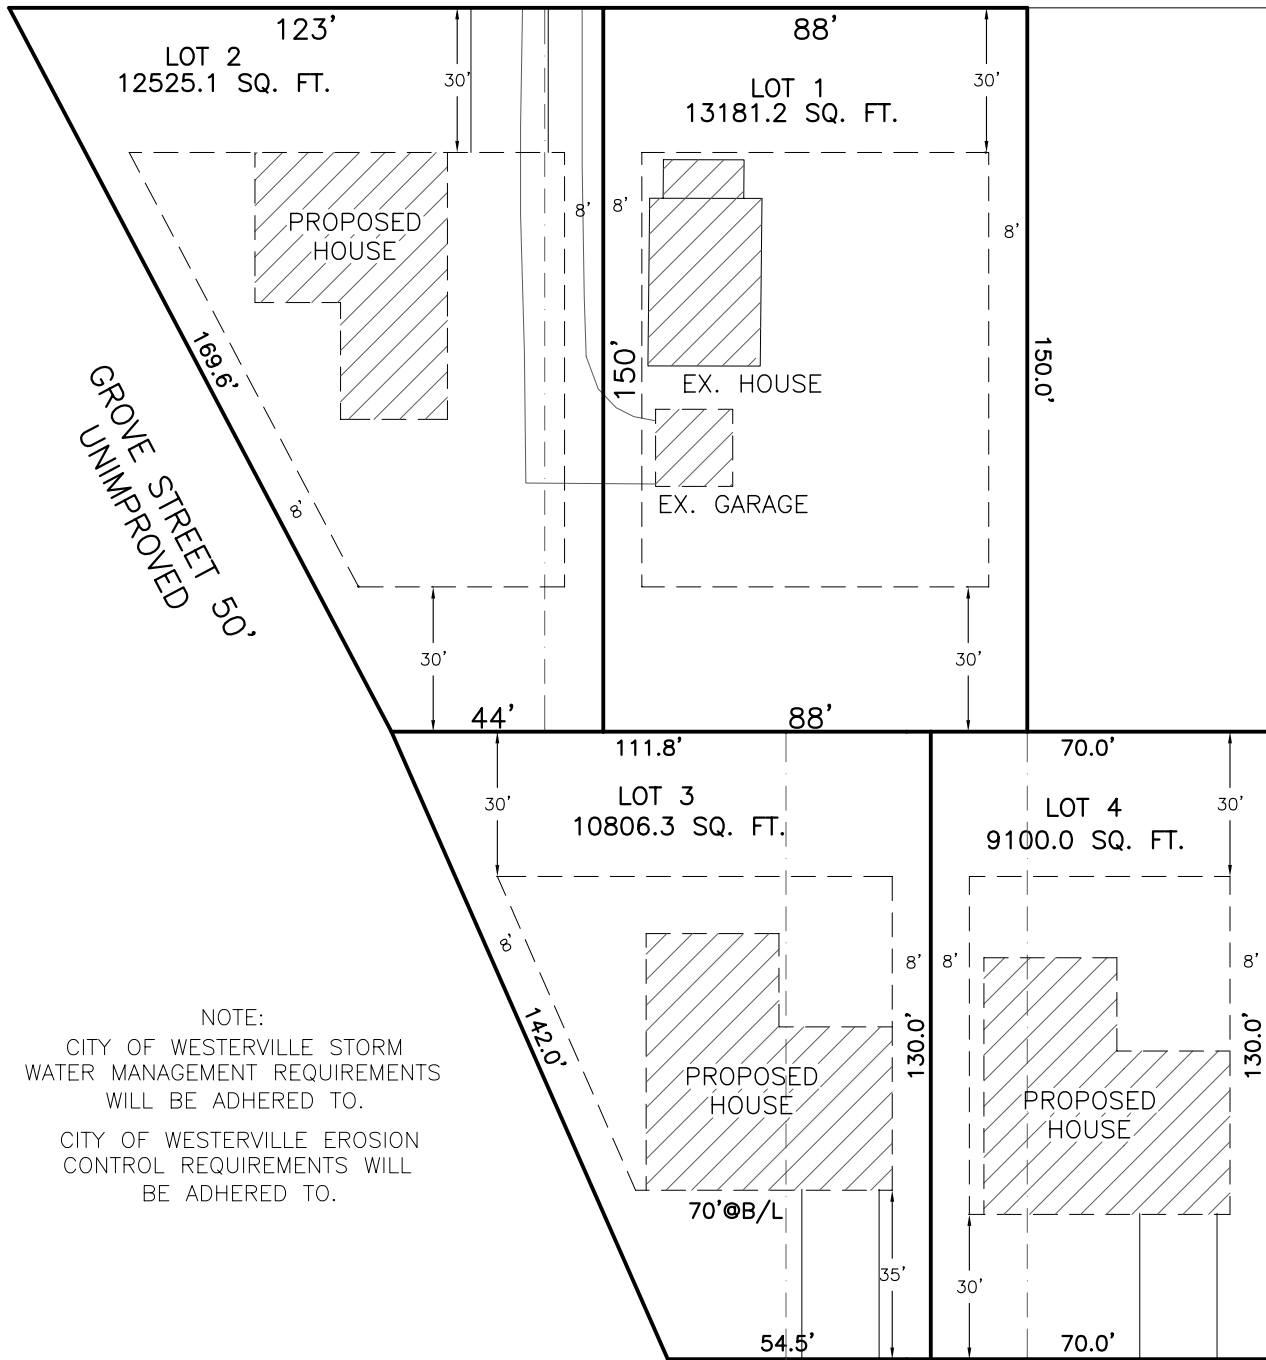 123'
88'
LOT 2
12525.1 SQ. FT.
30'
LOT 1
13181.2 SQ. FT.
30'
PROPOSED
HOUSE
8'
8'
8'
169.6'
150'
150.0'
EX. HOUSE
GROVE STREET 50'
UNIMPROVED
EX. GARAGE
8'
30'
30'
44'
88'
111.8'
70.0'
30'
LOT 3
10806.3 SQ. FT.
LOT 4
9100.0 SQ. FT.
30'
8'
8'
8'
8'
142.0'
130.0'
130.0'
NOTE:
CITY OF WESTERVILLE STORM
WATER MANAGEMENT REQUIREMENTS
WILL BE ADHERED TO.
CITY OF WESTERVILLE EROSION
CONTROL REQUIREMENTS WILL
BE ADHERED TO.
PROPOSED
HOUSE
PROPOSED
HOUSE
70'@B/L
35'
30'
54.5'
70.0'